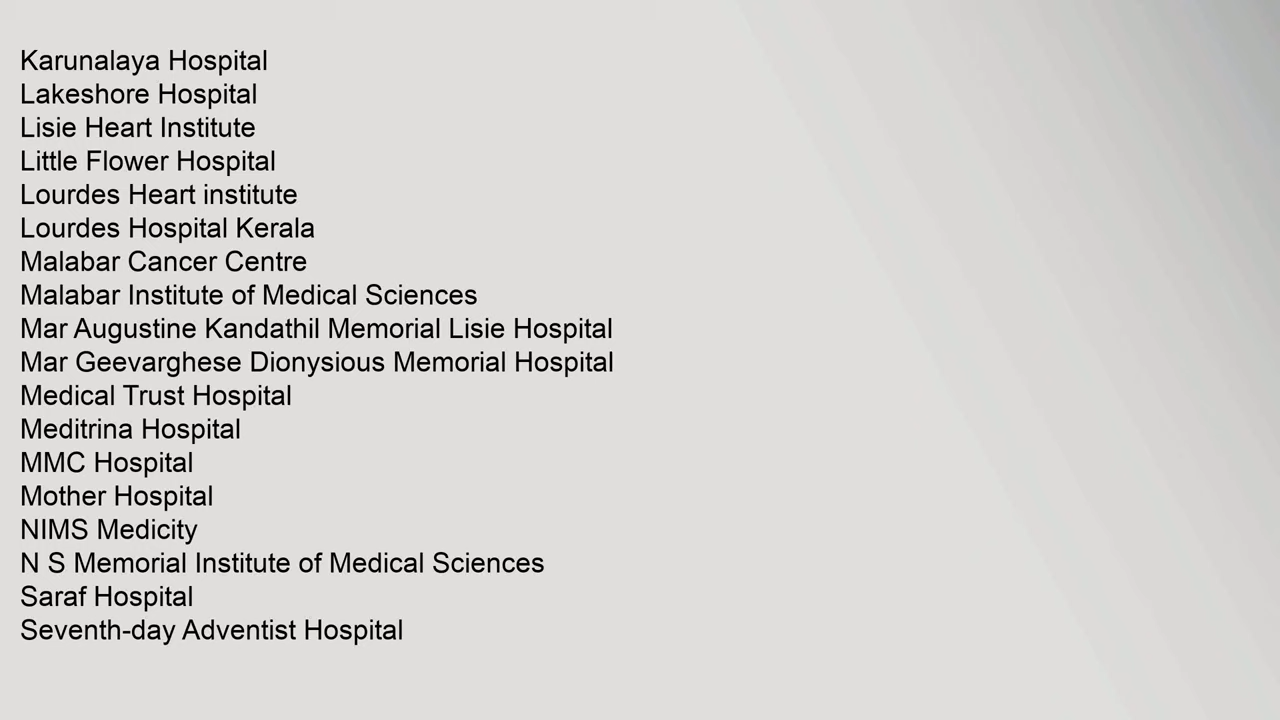 Karunalaya Hospital
Lakeshore Hospital
Lisie Heart Institute
Little Flower Hospital
Lourdes Heart institute
Lourdes Hospital Kerala
Malabar Cancer Centre
Malabar Institute of Medical Sciences
Mar Augustine Kandathil Memorial Lisie Hospital
Mar Geevarghese Dionysious Memorial Hospital
Medical Trust Hospital
Meditrina Hospital
MMC Hospital
Mother Hospital
NIMS Medicity
N S Memorial Institute of Medical Sciences
Saraf Hospital
Seventh-day Adventist Hospital